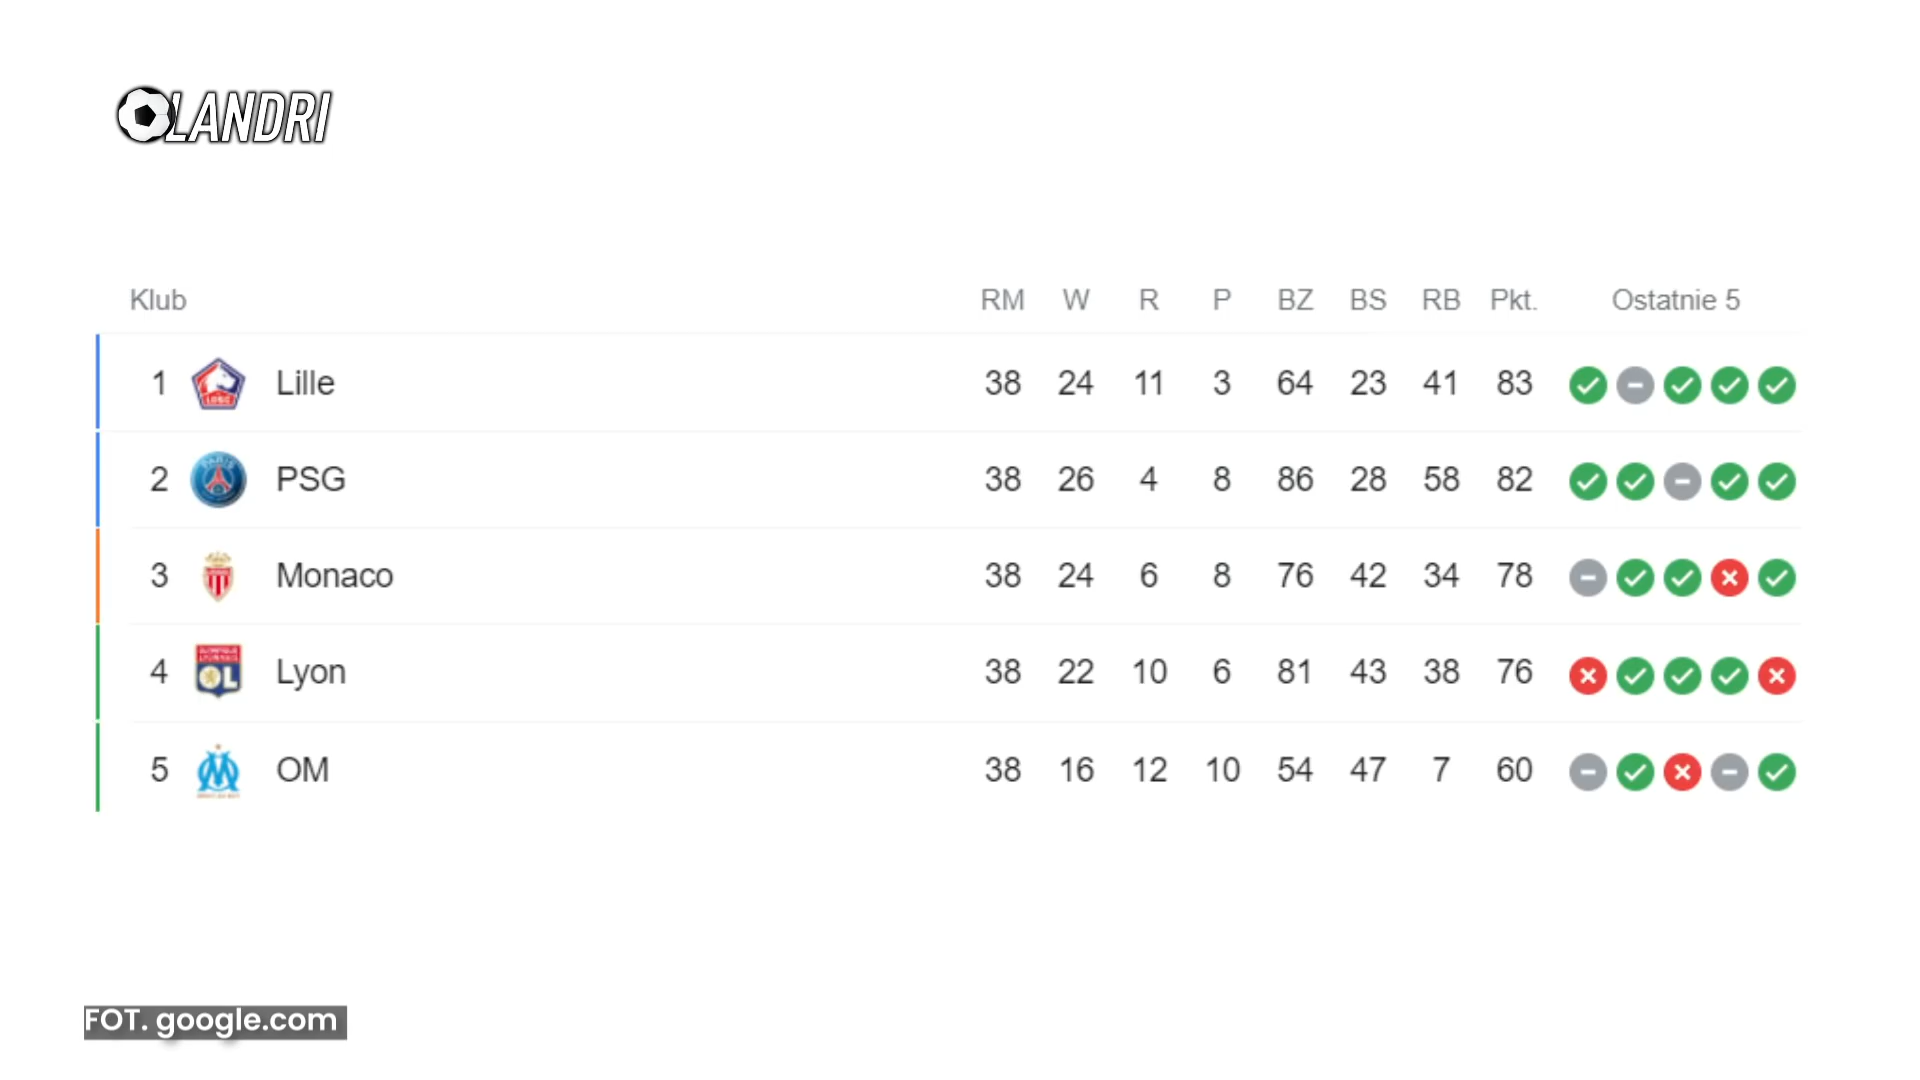 OLANDRI
Klub RM W R P BZ BS RB Pkt. Ostatnie 5
1 Lille 38 24 11 3 64 23 41 83
2 PSG 38 26 4 8 86 28 58 82
3 Monaco 38 24 6 8 76 42 34 78
4 Lyon 38 22 10 6 81 43 38 76
5 OM 38 16 12 10 54 47 7 60
FOT. google.com